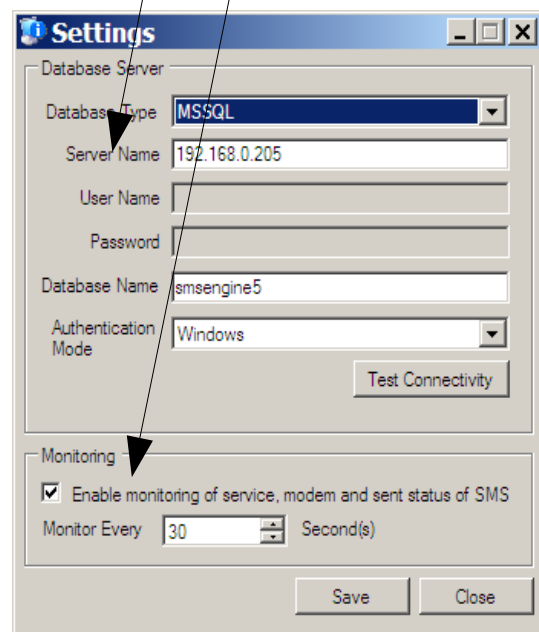 Settings
Database Server
Database Type MSSQL
Server Name 192.168.0.205
User Name
Password
Database Name smsengine5
Authentication Mode Windows
Test Connectivity
Monitoring
Enable monitoring of service, modem and sent status of SMS
Monitor Every 30 Second(s)
Save Close